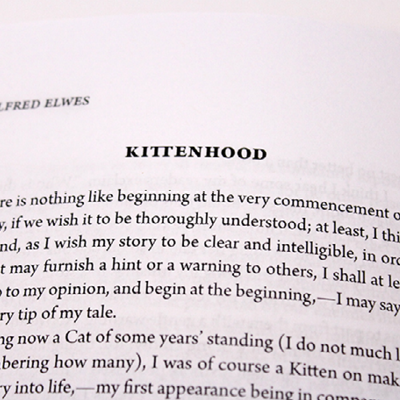 LFRED ELWES
KITTENHOOD
re is nothing like beginning at the very commencement o
y, if we wish it to be thoroughly understood; at least, I thi
nd, as I wish my story to be clear and intelligible, in ord
t may furnish a hint or a warning to others, I shall at le
o to my opinion, and begin at the beginning,—I may say
ry tip of my tale.
ng now a Cat of some years' standing (I do not much l
mbering how many), I was of course a Kitten on mak
ry into life,—my first appearance being in compa